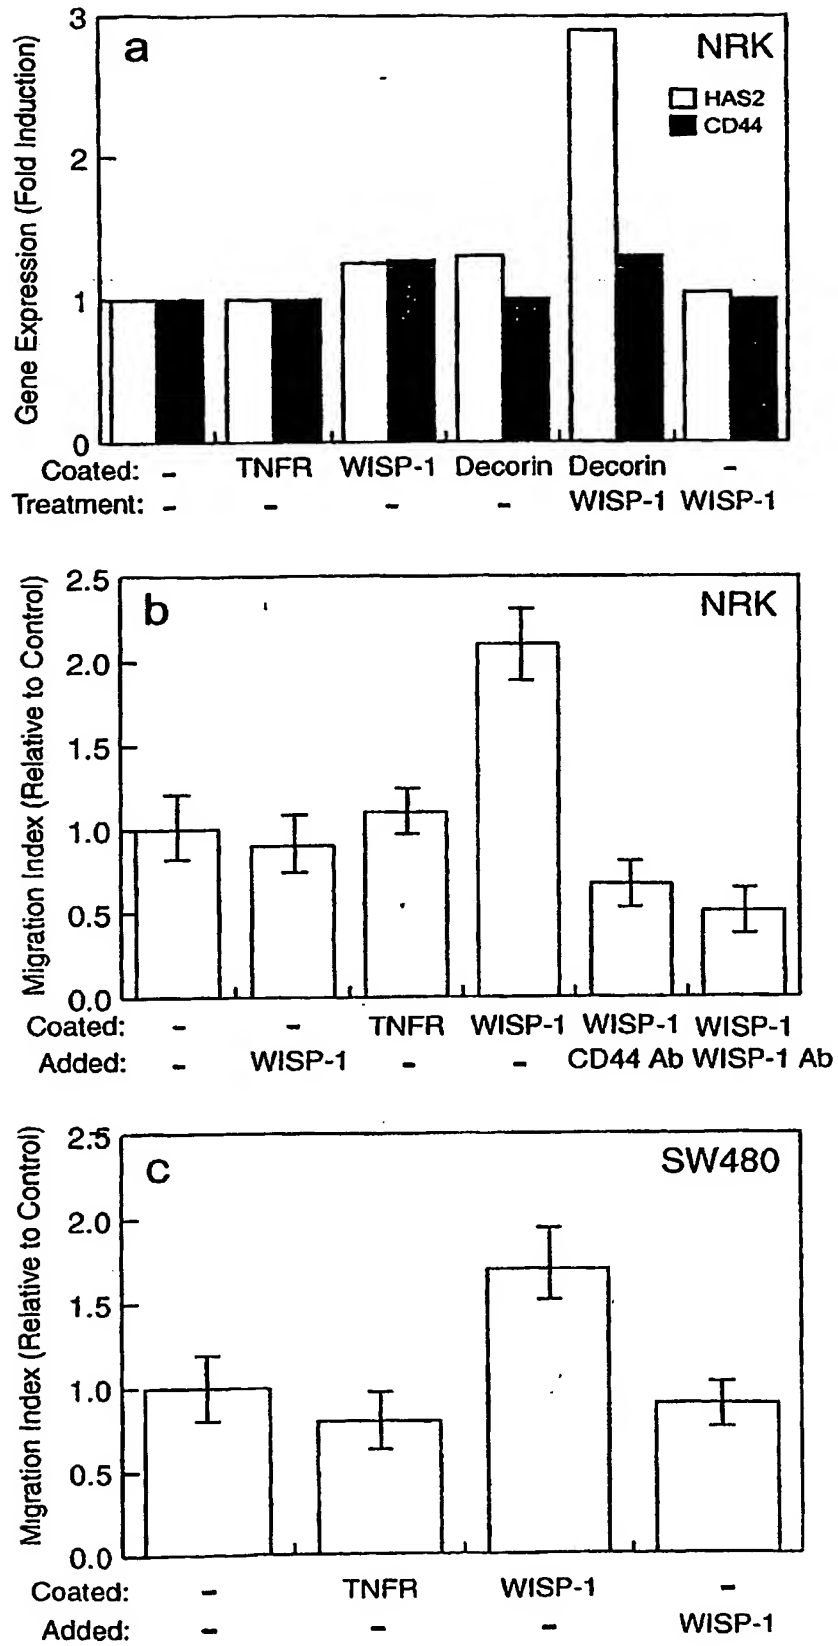 a
NRK
HAS2
CD44
Gene Expression (Fold Induction)
3
2
1
0
Coated: - TNFR WISP-1 Decorin Decorin -
Treatment: - - - - WISP-1 WISP-1
b
NRK
Migration Index (Relative to Control)
2.5
2.0
1.5
1.0
0.5
0.0
Coated: - - TNFR WISP-1 WISP-1 WISP-1
Added: - WISP-1 - - CD44 Ab WISP-1 Ab
c
SW480
Migration Index (Relative to Control)
2.5
2.0
1.5
1.0
0.5
0.0
Coated: - TNFR WISP-1 -
Added: - - - WISP-1